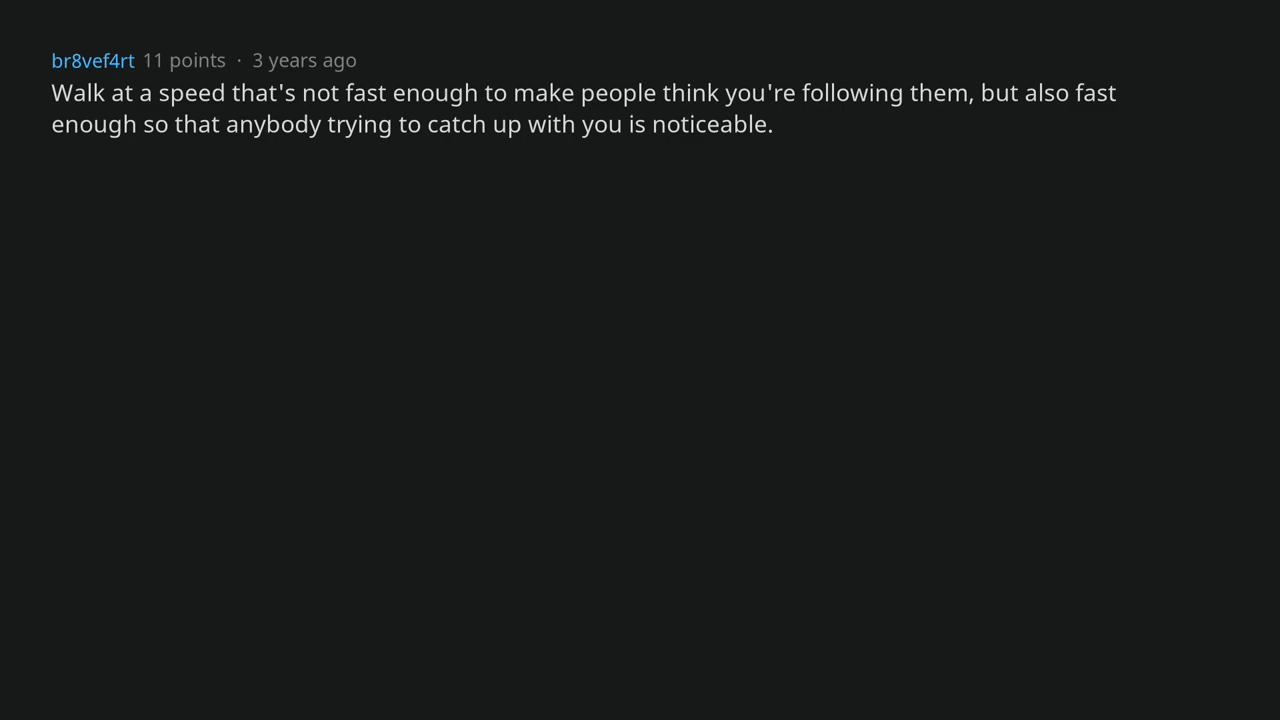 br8vef4rt 11 points · 3 years ago
Walk at a speed that's not fast enough to make people think you're following them, but also fast
enough so that anybody trying to catch up with you is noticeable.